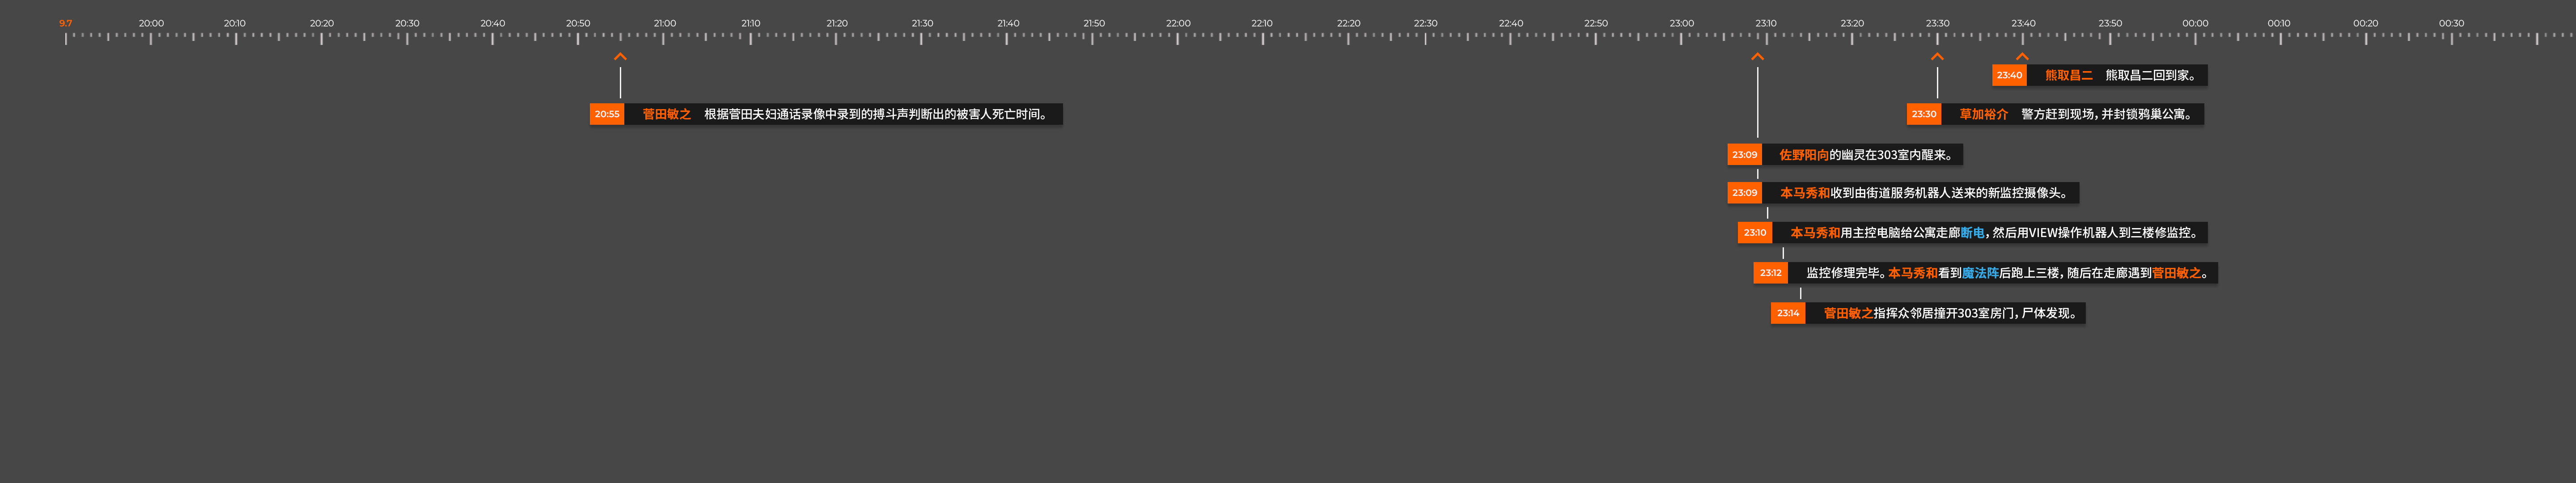 9.7 20:00 20:10 20:20 20:30 20:40 20:50 21:00 21:10 21:20 21:30 21:40 21:50 22:00 22:10 22:20 22:30 22:40 22:50 23:00 23:10 23:20 23:30 23:40 23:50 00:00 00:10 00:20 00:30
23:40 熊取昌二 熊取昌二回到家。
20:55 菅田敏之 根据菅田夫妇通话录像中录到的搏斗声判断出的被害人死亡时间。
23:30 草加裕介 警方赶到现场，并封锁鸦巢公寓。
23:09 佐野阳向的幽灵在303室内醒来。
23:09 本马秀和收到由街道服务机器人送来的新监控摄像头。
23:10 本马秀和用主控电脑给公寓走廊断电，然后用VIEW操作机器人到三楼修监控。
23:12 监控修理完毕。本马秀和看到魔法阵后跑上三楼，随后在走廊遇到菅田敏之。
23:14 菅田敏之指挥众邻居撞开303室房门，尸体发现。